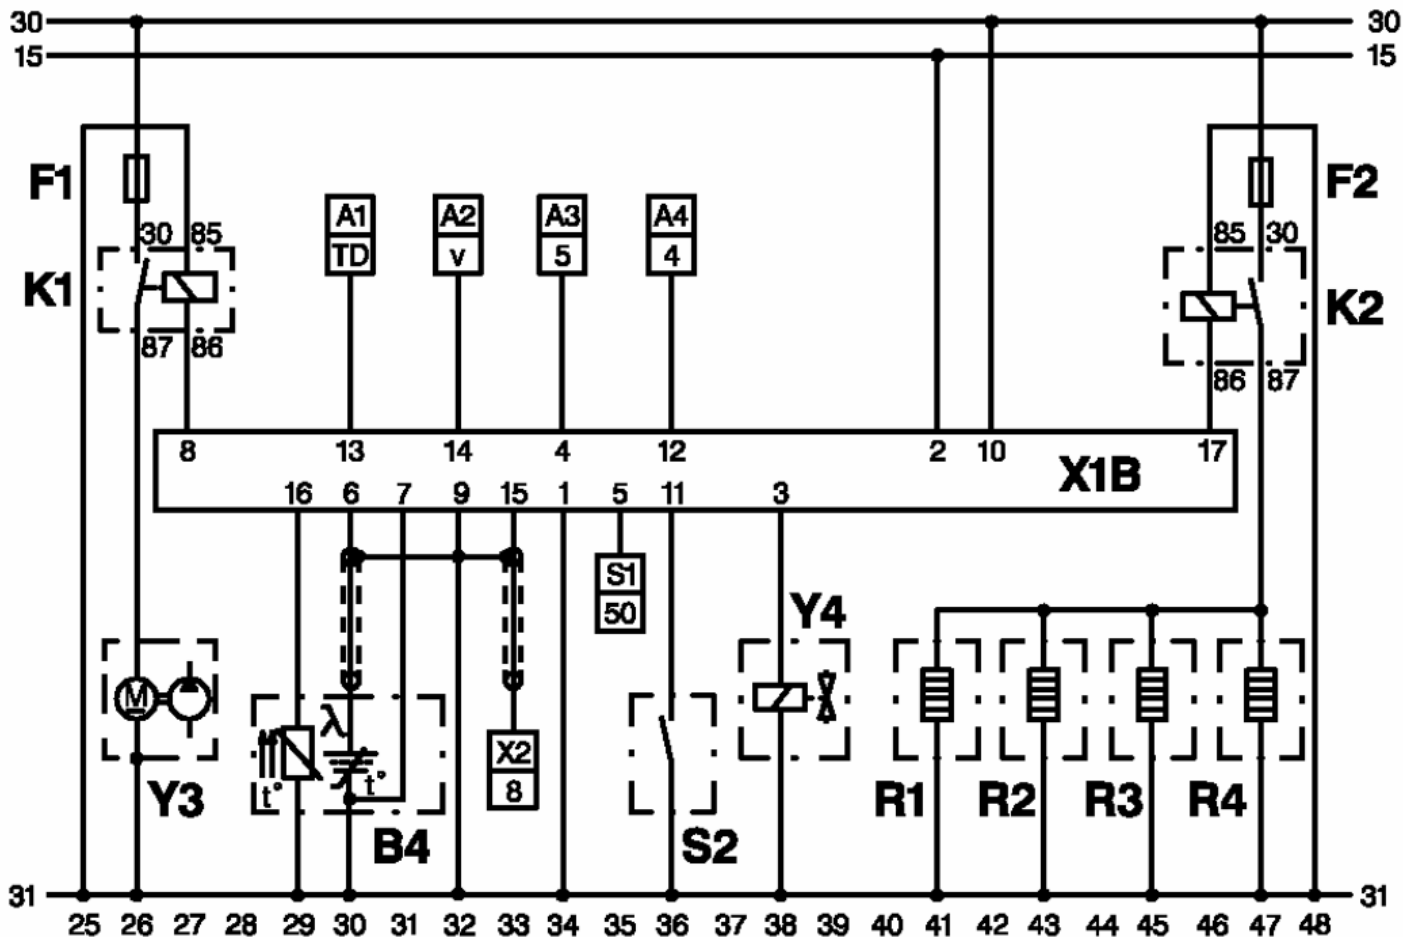 30 30
15 15
F1 F2
A1 A2 A3 A4
TD v 5 4
30 85 85 30
K1 K2
87 86 86 87
8 13 14 4 12 2 10 17
X1B
16 6 7 9 15 1 5 11 3
S1
50
Y4
M
λ
X2
t° t° 8
Y3 R1 R2 R3 R4
B4 S2
31 31
25 26 27 28 29 30 31 32 33 34 35 36 37 38 39 40 41 42 43 44 45 46 47 48